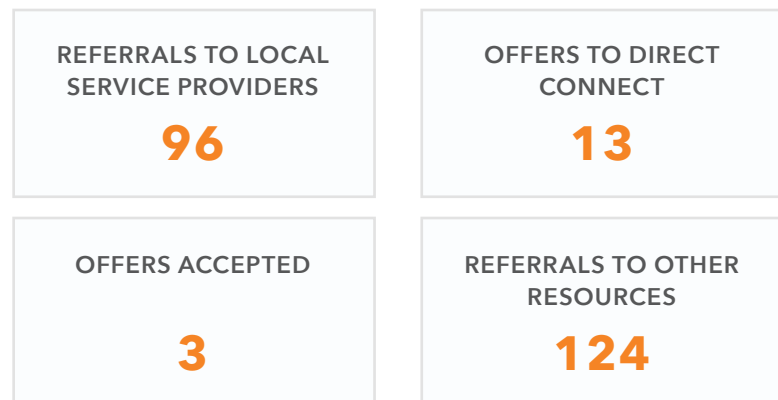 REFERRALS TO LOCAL
SERVICE PROVIDERS
96
OFFERS TO DIRECT
CONNECT
13
OFFERS ACCEPTED
3
REFERRALS TO OTHER
RESOURCES
124